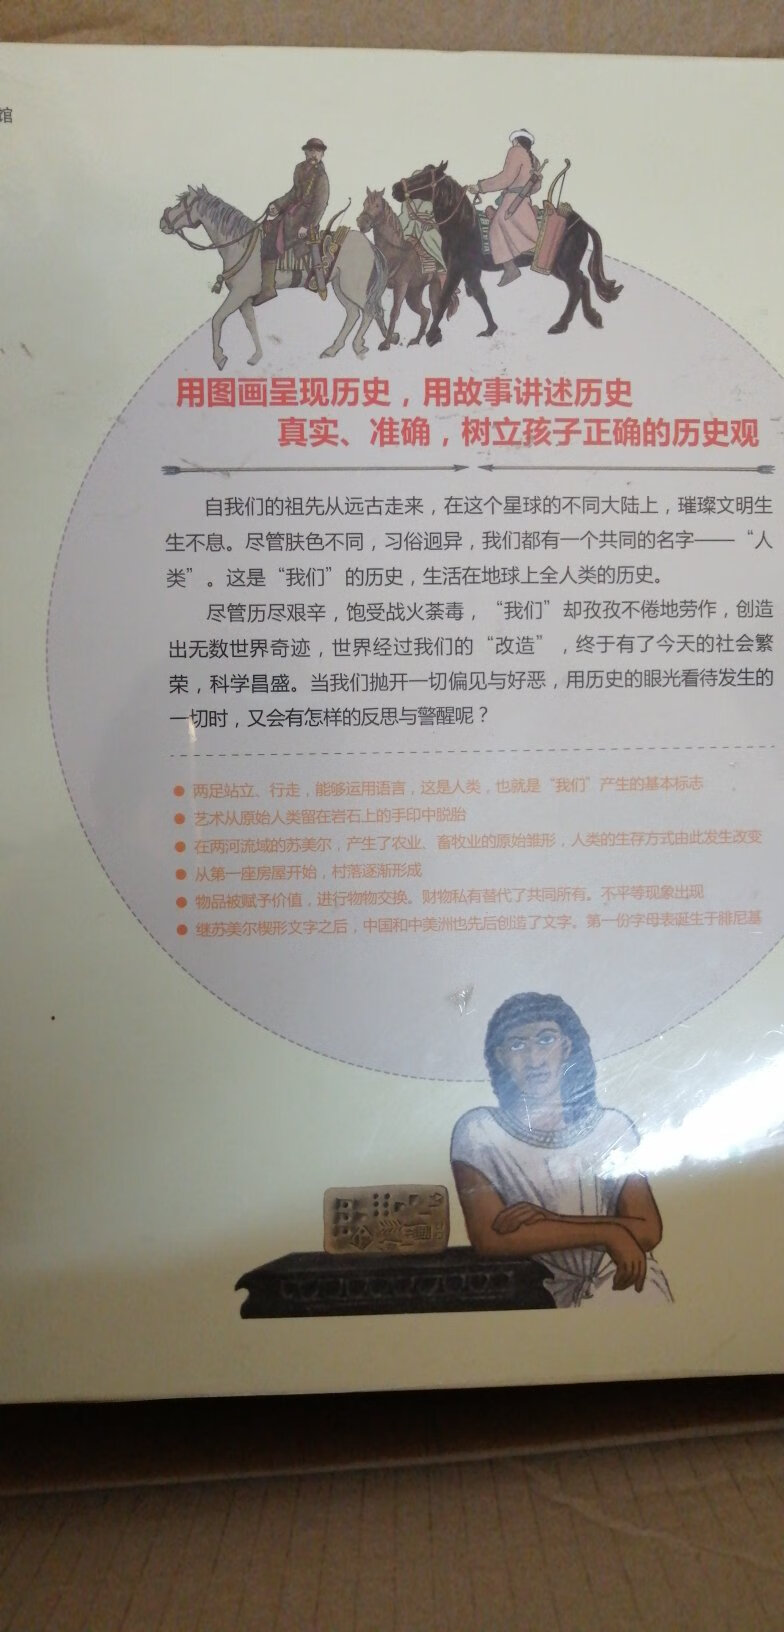 馆
用图画呈现历史，用故事讲述历史
真实、准确，树立孩子正确的历史观
自我们的祖先从远古走来，在这个星球的不同大陆上，璀璨文明生
生不息。尽管肤色不同，习俗迥异，我们都有一个共同的名字——“人
类”。这是“我们”的历史，生活在地球上全人类的历史。
尽管历尽艰辛，饱受战火荼毒，“我们”却孜孜不倦地劳作，创造
出无数世界奇迹，世界经过我们的“改造”，终于有了今天的社会繁
荣，科学昌盛。当我们抛开一切偏见与好恶，用历史的眼光看待发生的
一切时，又会有怎样的反思与警醒呢？
● 两足站立、行走，能够运用语言，这是人类，也就是“我们”产生的基本标志
● 艺术从原始人类留在岩石上的手印中脱胎
● 在两河流域的苏美尔，产生了农业、畜牧业的原始雏形，人类的生存方式由此发生改变
● 从第一座房屋开始，村落逐渐形成
● 物品被赋予价值，进行物物交换。财物私有替代了共同所有。不平等现象出现
● 继苏美尔楔形文字之后，中国和中美洲也先后创造了文字。第一份字母表诞生于腓尼基